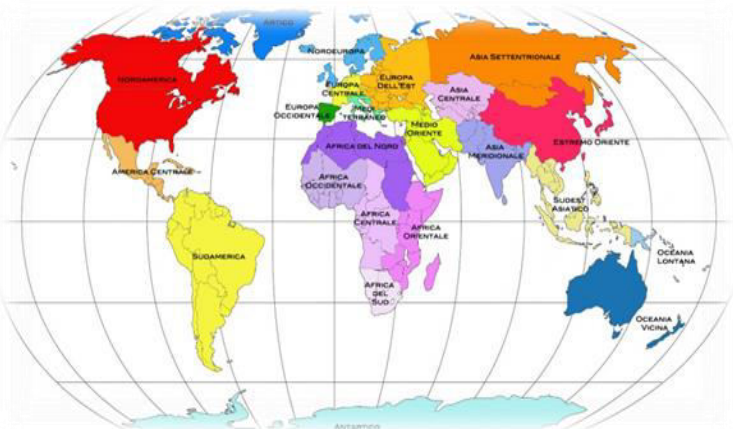 ARTICO
NORDEUROPA
ASIA SETTENTRIONALE
NORDAMERICA
EUROPA
CENTRALE
EUROPA
DELL'EST
ASIA
CENTRALE
EUROPA
OCCIDENTALE
MEDI
TERRANEO
MEDIO
ORIENTE
ESTREMO ORIENTE
AFRICA DEL NORD
ASIA
MERIDIONALE
AMERICA CENTRALE
AFRICA
OCCIDENTALE
SUDEST
ASIATICO
AFRICA
CENTRALE
AFRICA
ORIENTALE
SUDAMERICA
OCEANIA
LONTANA
AFRICA
DEL
SUD
OCEANIA
VICINA
ANTARTICO